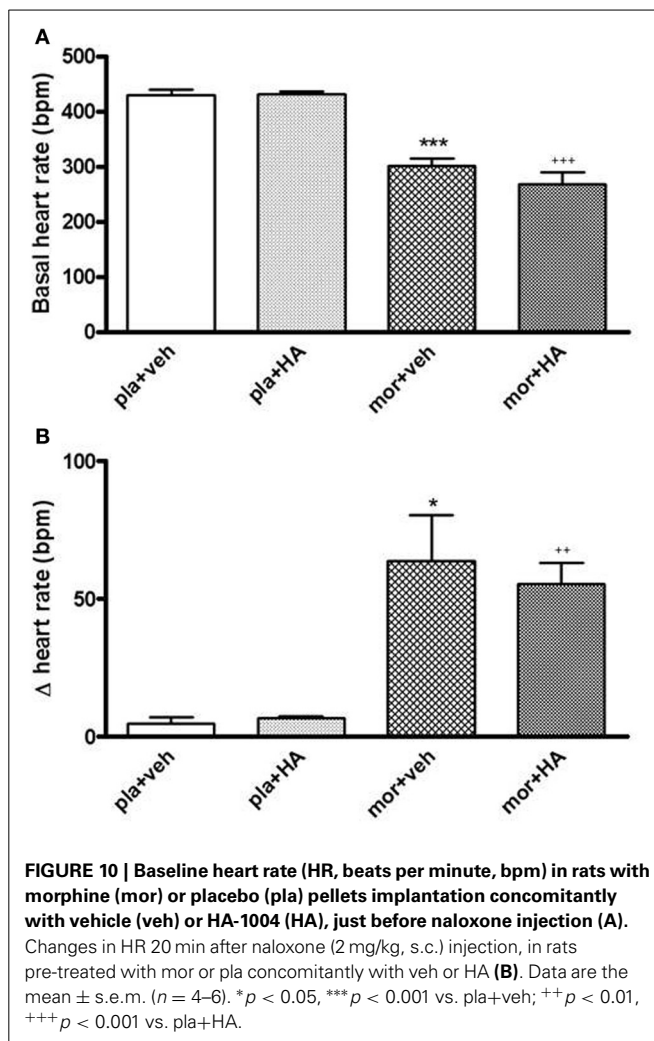 A
Basal heart rate (bpm)
500
400
300
200
100
0
***
+++
pla+veh
pla+HA
mor+veh
mor+HA
B
Δ heart rate (bpm)
100
50
0
*
++
pla+veh
pla+HA
mor+veh
mor+HA
FIGURE 10 | Baseline heart rate (HR, beats per minute, bpm) in rats with
morphine (mor) or placebo (pla) pellets implantation concomitantly
with vehicle (veh) or HA-1004 (HA), just before naloxone injection (A).
Changes in HR 20 min after naloxone (2 mg/kg, s.c.) injection, in rats
pre-treated with mor or pla concomitantly with veh or HA (B). Data are the
mean ± s.e.m. (n = 4–6). *p < 0.05, ***p < 0.001 vs. pla+veh; ++p < 0.01,
+++p < 0.001 vs. pla+HA.